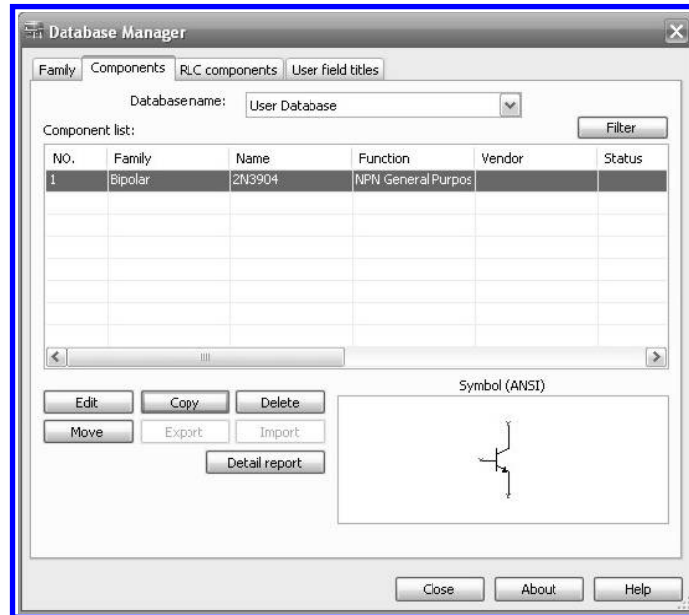 Database Manager
Family Components RLC components User field titles
Database name: User Database
Component list: Filter
NO. Family Name Function Vendor Status
1 Bipolar 2N3904 NPN General Purpos
Symbol (ANSI)
Edit Copy Delete
Move Export Import
Detail report
Close About Help